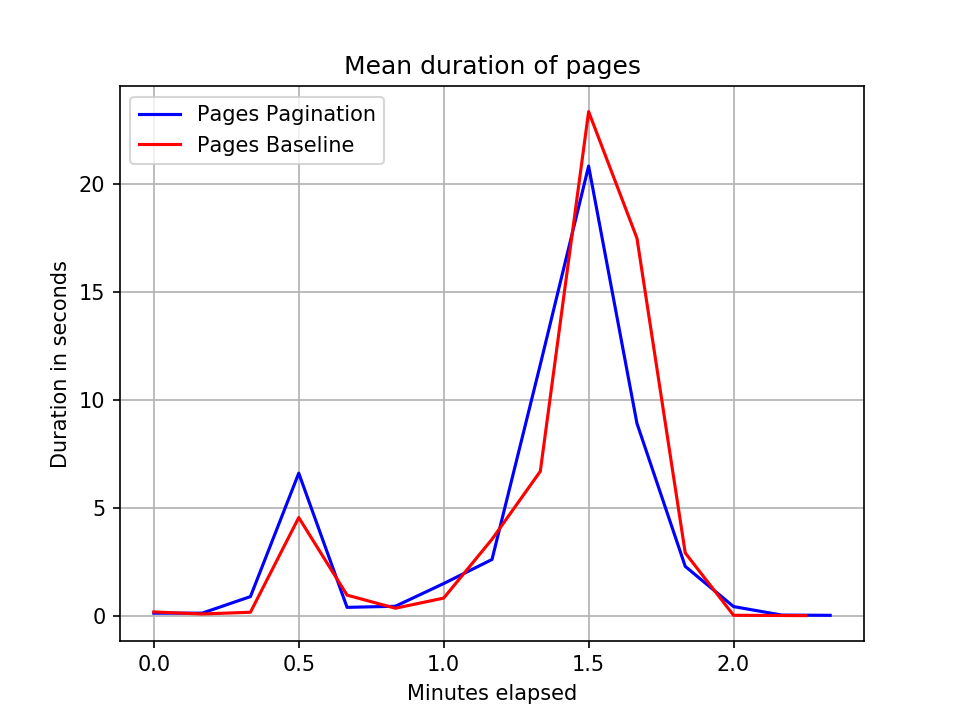 Mean duration of pages
Pages Pagination
Pages Baseline
Duration in seconds
20
15
10
5
0
0.0 0.5 1.0 1.5 2.0
Minutes elapsed